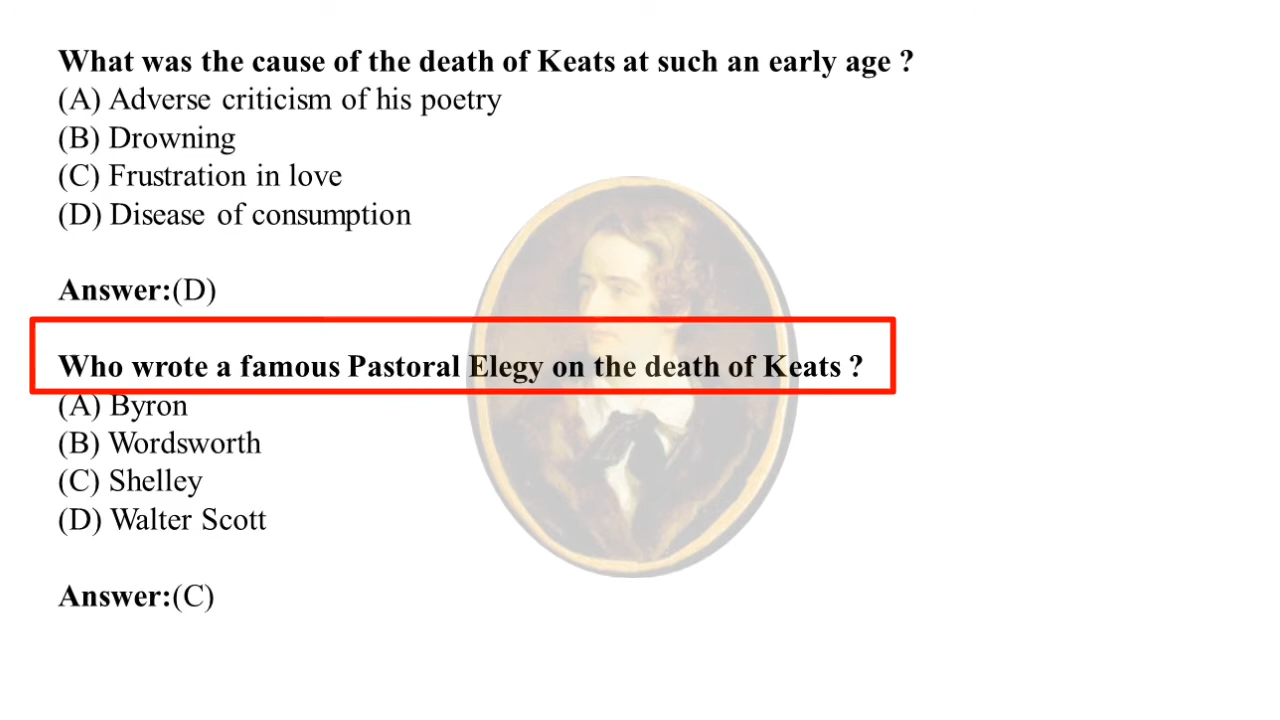 What was the cause of the death of Keats at such an early age ?
(A) Adverse criticism of his poetry
(B) Drowning
(C) Frustration in love
(D) Disease of consumption
Answer:(D)
Who wrote a famous Pastoral Elegy on the death of Keats ?
(A) Byron
(B) Wordsworth
(C) Shelley
(D) Walter Scott
Answer:(C)